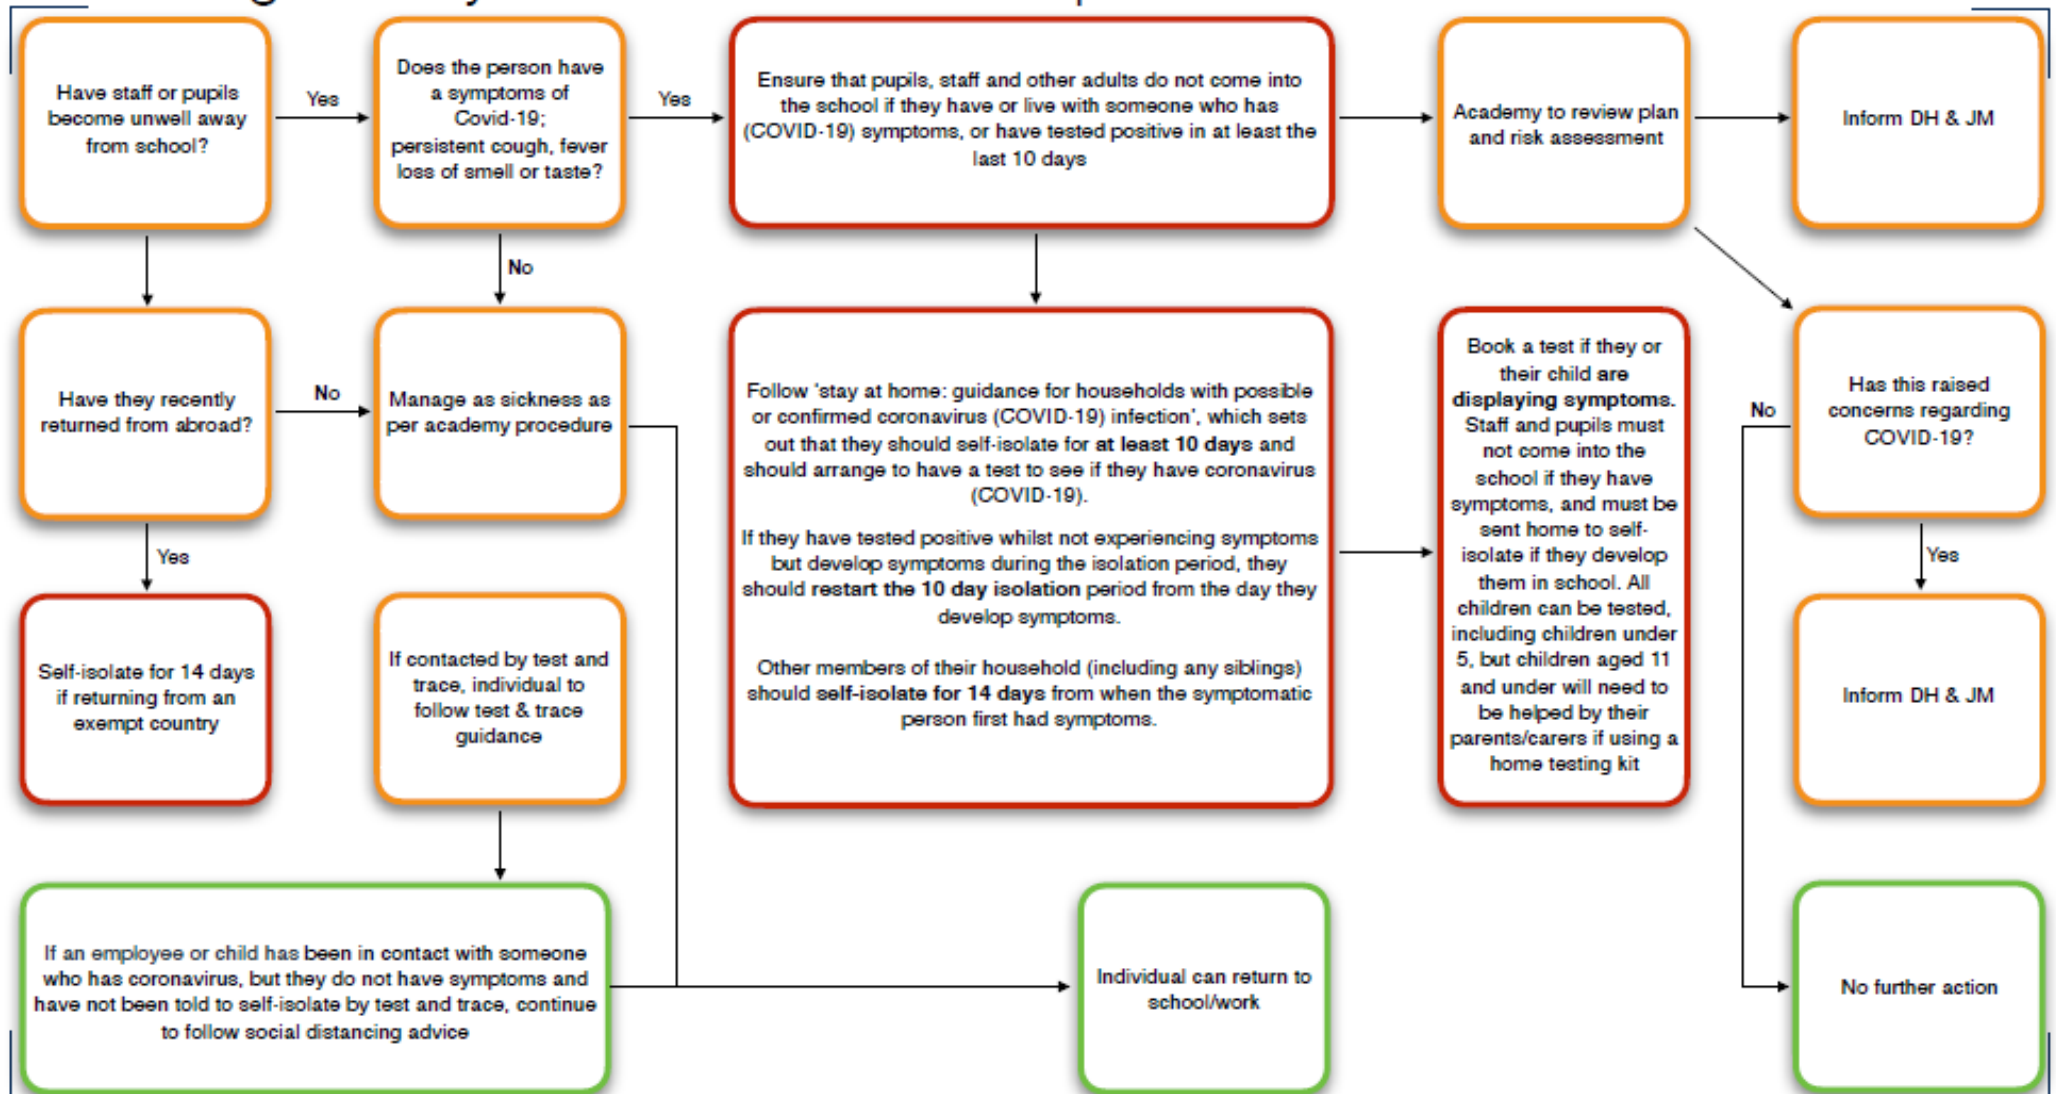 Have staff or pupils
become unwell away
from school?
Yes
Does the person have
a symptoms of
Covid-19;
persistent cough, fever
loss of smell or taste?
Yes
Ensure that pupils, staff and other adults do not come into
the school if they have or live with someone who has
(COVID-19) symptoms, or have tested positive in at least the
last 10 days
Academy to review plan
and risk assessment
Inform DH & JM
No
Have they recently
returned from abroad?
No
Manage as sickness as
per academy procedure
Follow 'stay at home: guidance for households with possible
or confirmed coronavirus (COVID-19) infection', which sets
out that they should self-isolate for at least 10 days and
should arrange to have a test to see if they have coronavirus
(COVID-19).
If they have tested positive whilst not experiencing symptoms
but develop symptoms during the isolation period, they
should restart the 10 day isolation period from the day they
develop symptoms.
Other members of their household (including any siblings)
should self-isolate for 14 days from when the symptomatic
person first had symptoms.
Book a test if they or
their child are
displaying symptoms.
Staff and pupils must
not come into the
school if they have
symptoms, and must be
sent home to self-
isolate if they develop
them in school. All
children can be tested,
including children under
5, but children aged 11
and under will need to
be helped by their
parents/carers if using a
home testing kit
No
Has this raised
concerns regarding
COVID-19?
Yes
Yes
Self-isolate for 14 days
if returning from an
exempt country
If contacted by test and
trace, individual to
follow test & trace
guidance
Inform DH & JM
If an employee or child has been in contact with someone
who has coronavirus, but they do not have symptoms and
have not been told to self-isolate by test and trace, continue
to follow social distancing advice
Individual can return to
school/work
No further action